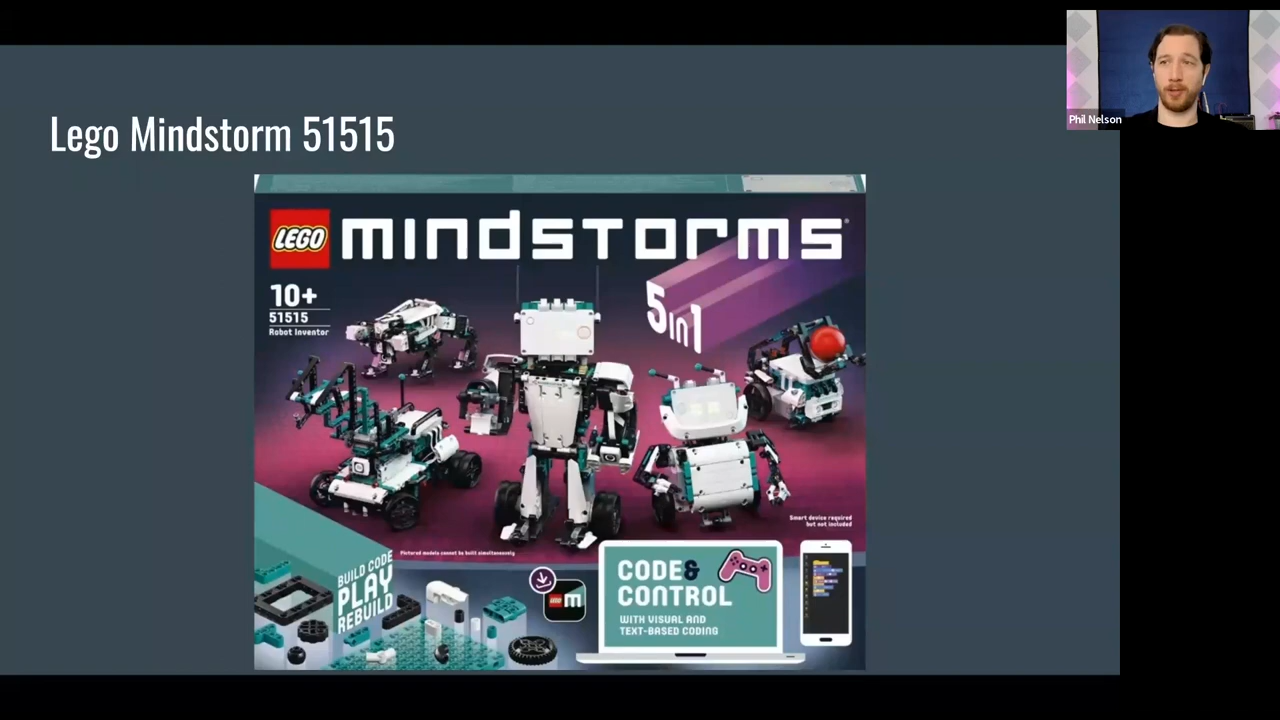 Lego Mindstorm 51515
Phil Nelson
LEGO mindstorms®
10+
51515
Robot Inventor
5in1
Smart device required
but not included
Pictured models cannot be built simultaneously
BUILD CODE
PLAY
REBUILD
LEGO m
CODE&
CONTROL
WITH VISUAL AND
TEXT-BASED CODING